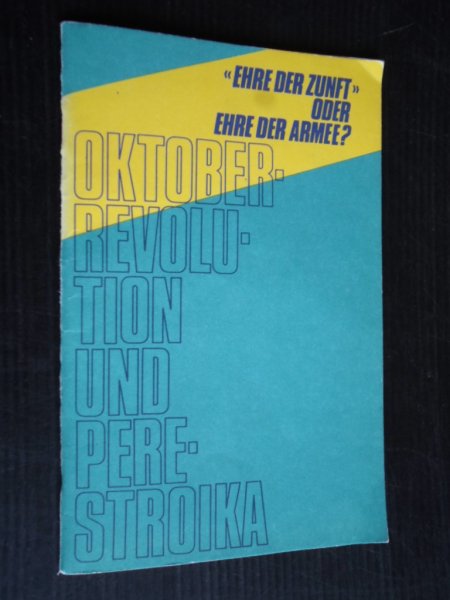 «EHRE DER ZUNFT»
ODER
EHRE DER ARMEE?
OKTOBER-
REVOLU-
TION
UND
PERE-
STROIKA